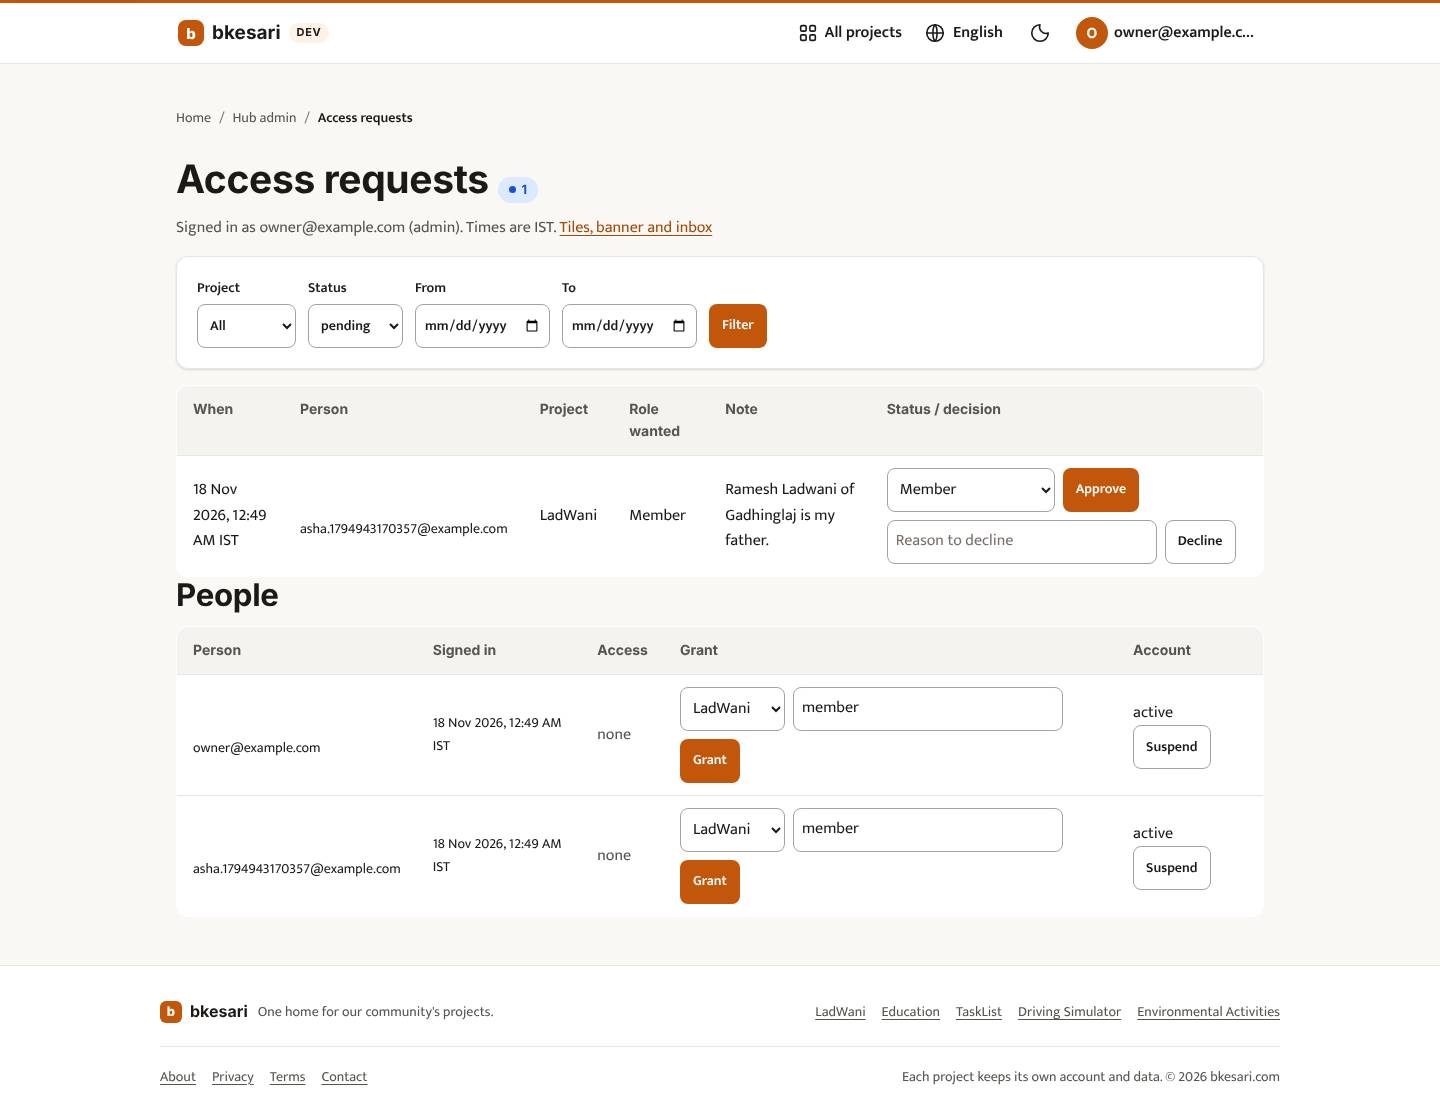 b bkesari DEV All projects English O owner@example.c...
Home / Hub admin / Access requests
Access requests 1
Signed in as owner@example.com (admin). Times are IST. Tiles, banner and inbox
Project Status From To
All pending mm/dd/yyyy mm/dd/yyyy Filter
When Person Project Role wanted Note Status / decision
18 Nov 2026, 12:49 AM IST asha.1794943170357@example.com LadWani Member Ramesh Ladwani of Gadhinglaj is my father. Member Approve
Reason to decline Decline
People
Person Signed in Access Grant Account
owner@example.com 18 Nov 2026, 12:49 AM IST none LadWani member Grant active Suspend
asha.1794943170357@example.com 18 Nov 2026, 12:49 AM IST none LadWani member Grant active Suspend
b bkesari One home for our community's projects. LadWani Education TaskList Driving Simulator Environmental Activities
About Privacy Terms Contact Each project keeps its own account and data. © 2026 bkesari.com